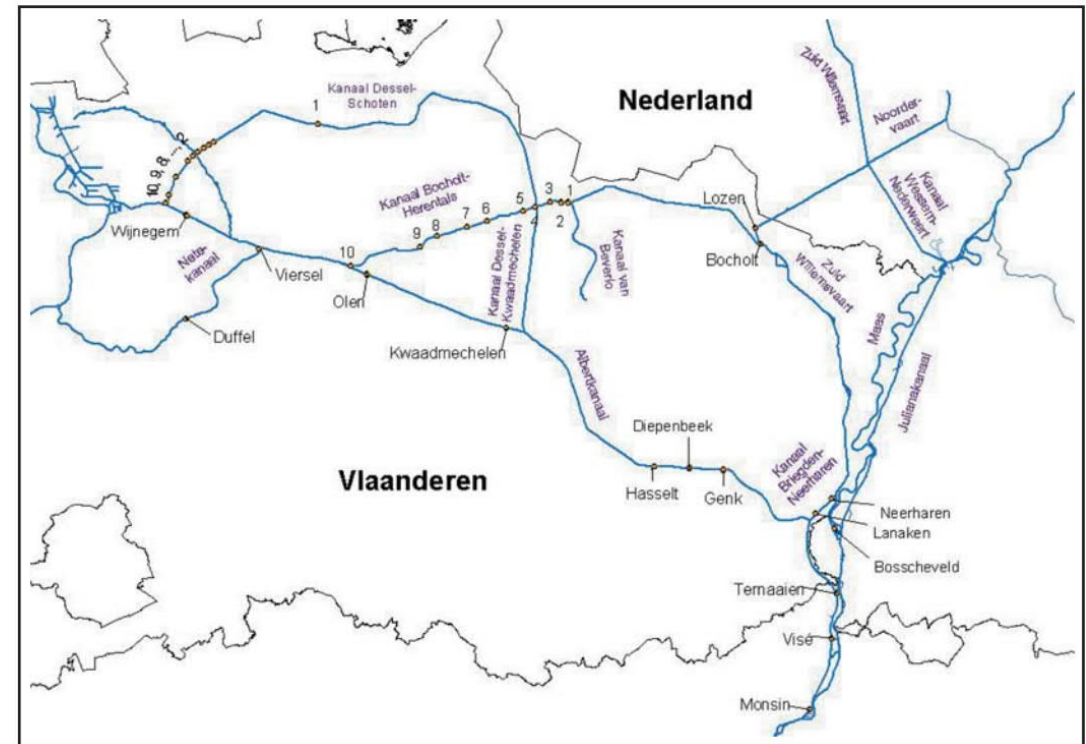 Kanaal Dessel-
Schoten
1
Nederland
Zuid Willemsvaart
Noorder-
vaart
Kanaal
Wessem-
Nederweert
10, 9, 8, ... , 2
Wijnegem
Kanaal Bocholt-
Herentals
10
9
8
7
6
5
4
3
2
1
Lozen
Bocholt
Zuid
Willemsvaart
Kanaal van
Beverlo
Kanaal Dessel-
Kwaadmechelen
Nete-
kanaal
Viersel
Olen
Duffel
Kwaadmechelen
Albertkanaal
Maas
Julianakanaal
Vlaanderen
Diepenbeek
Hasselt
Genk
Kanaal
Briegden-
Neerharen
Neerharen
Lanaken
Bosscheveld
Ternaaien
Visé
Monsin